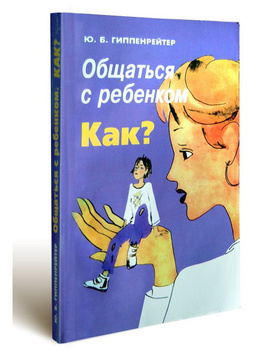 Ю. Б. ГИППЕНРЕЙТЕР
Общаться
с ребенком
Как?
Ю. Б. ГИППЕНРЕЙТЕР Общаться с ребенком. КАК?